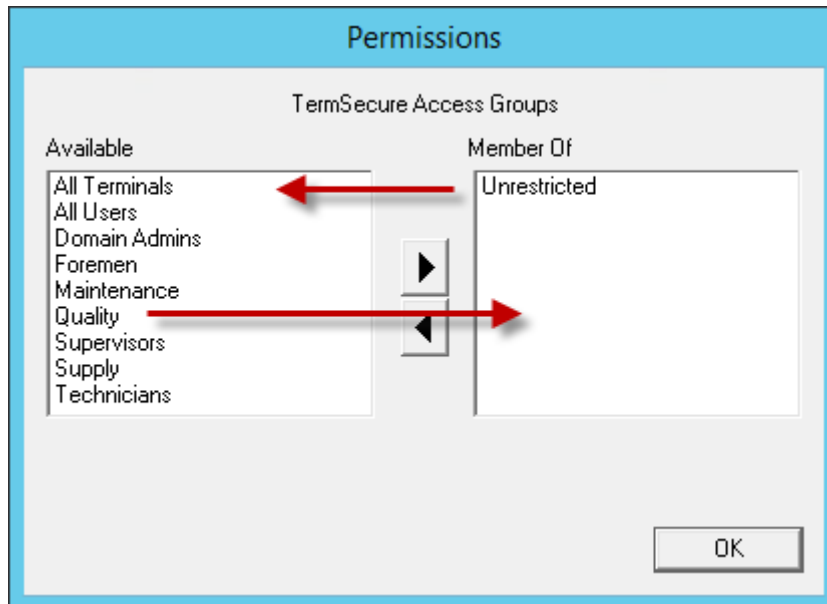 Permissions
TermSecure Access Groups
Available
Member Of
All Terminals
All Users
Domain Admins
Foremen
Maintenance
Quality
Supervisors
Supply
Technicians
Unrestricted
OK